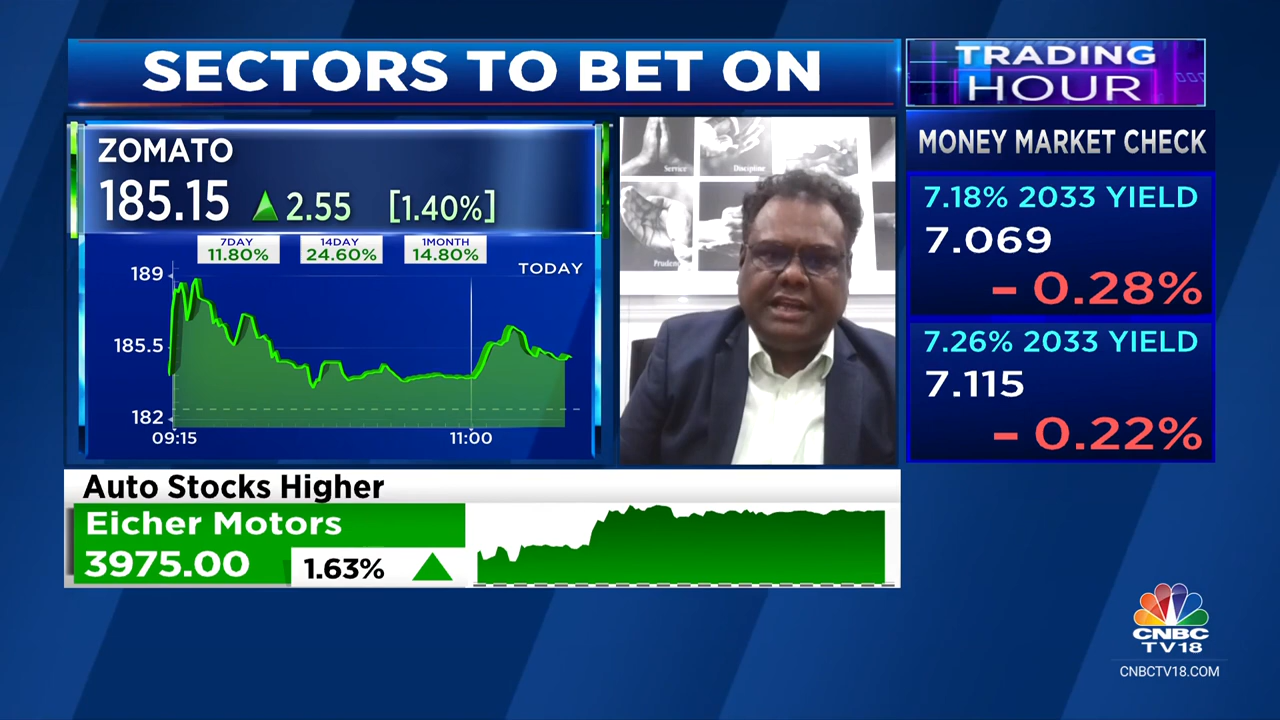 SECTORS TO BET ON
TRADING
HOUR
ZOMATO
185.15 ▲ 2.55 [1.40%]
7DAY
11.80%
14DAY
24.60%
1MONTH
14.80%
TODAY
189
185.5
182
09:15
11:00
Service
Discipline
Prudence
MONEY MARKET CHECK
7.18% 2033 YIELD
7.069
- 0.28%
7.26% 2033 YIELD
7.115
- 0.22%
Auto Stocks Higher
Eicher Motors
3975.00
1.63%
CNBC
TV18
CNBCTV18.COM